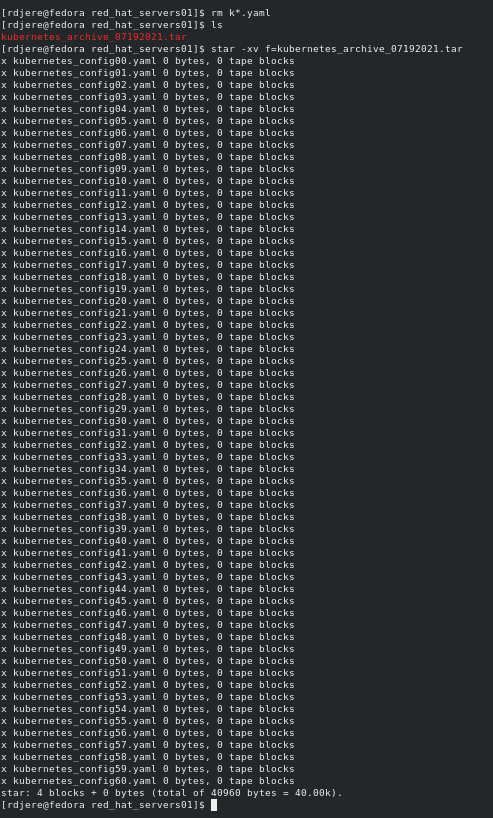 [rdjere@fedora red_hat_servers01]$ rm k*.yaml
[rdjere@fedora red_hat_servers01]$ ls
kubernetes_archive_07192021.tar
[rdjere@fedora red_hat_servers01]$ star -xv f=kubernetes_archive_07192021.tar
x kubernetes_config00.yaml 0 bytes, 0 tape blocks
x kubernetes_config01.yaml 0 bytes, 0 tape blocks
x kubernetes_config02.yaml 0 bytes, 0 tape blocks
x kubernetes_config03.yaml 0 bytes, 0 tape blocks
x kubernetes_config04.yaml 0 bytes, 0 tape blocks
x kubernetes_config05.yaml 0 bytes, 0 tape blocks
x kubernetes_config06.yaml 0 bytes, 0 tape blocks
x kubernetes_config07.yaml 0 bytes, 0 tape blocks
x kubernetes_config08.yaml 0 bytes, 0 tape blocks
x kubernetes_config09.yaml 0 bytes, 0 tape blocks
x kubernetes_config10.yaml 0 bytes, 0 tape blocks
x kubernetes_config11.yaml 0 bytes, 0 tape blocks
x kubernetes_config12.yaml 0 bytes, 0 tape blocks
x kubernetes_config13.yaml 0 bytes, 0 tape blocks
x kubernetes_config14.yaml 0 bytes, 0 tape blocks
x kubernetes_config15.yaml 0 bytes, 0 tape blocks
x kubernetes_config16.yaml 0 bytes, 0 tape blocks
x kubernetes_config17.yaml 0 bytes, 0 tape blocks
x kubernetes_config18.yaml 0 bytes, 0 tape blocks
x kubernetes_config19.yaml 0 bytes, 0 tape blocks
x kubernetes_config20.yaml 0 bytes, 0 tape blocks
x kubernetes_config21.yaml 0 bytes, 0 tape blocks
x kubernetes_config22.yaml 0 bytes, 0 tape blocks
x kubernetes_config23.yaml 0 bytes, 0 tape blocks
x kubernetes_config24.yaml 0 bytes, 0 tape blocks
x kubernetes_config25.yaml 0 bytes, 0 tape blocks
x kubernetes_config26.yaml 0 bytes, 0 tape blocks
x kubernetes_config27.yaml 0 bytes, 0 tape blocks
x kubernetes_config28.yaml 0 bytes, 0 tape blocks
x kubernetes_config29.yaml 0 bytes, 0 tape blocks
x kubernetes_config30.yaml 0 bytes, 0 tape blocks
x kubernetes_config31.yaml 0 bytes, 0 tape blocks
x kubernetes_config32.yaml 0 bytes, 0 tape blocks
x kubernetes_config33.yaml 0 bytes, 0 tape blocks
x kubernetes_config34.yaml 0 bytes, 0 tape blocks
x kubernetes_config35.yaml 0 bytes, 0 tape blocks
x kubernetes_config36.yaml 0 bytes, 0 tape blocks
x kubernetes_config37.yaml 0 bytes, 0 tape blocks
x kubernetes_config38.yaml 0 bytes, 0 tape blocks
x kubernetes_config39.yaml 0 bytes, 0 tape blocks
x kubernetes_config40.yaml 0 bytes, 0 tape blocks
x kubernetes_config41.yaml 0 bytes, 0 tape blocks
x kubernetes_config42.yaml 0 bytes, 0 tape blocks
x kubernetes_config43.yaml 0 bytes, 0 tape blocks
x kubernetes_config44.yaml 0 bytes, 0 tape blocks
x kubernetes_config45.yaml 0 bytes, 0 tape blocks
x kubernetes_config46.yaml 0 bytes, 0 tape blocks
x kubernetes_config47.yaml 0 bytes, 0 tape blocks
x kubernetes_config48.yaml 0 bytes, 0 tape blocks
x kubernetes_config49.yaml 0 bytes, 0 tape blocks
x kubernetes_config50.yaml 0 bytes, 0 tape blocks
x kubernetes_config51.yaml 0 bytes, 0 tape blocks
x kubernetes_config52.yaml 0 bytes, 0 tape blocks
x kubernetes_config53.yaml 0 bytes, 0 tape blocks
x kubernetes_config54.yaml 0 bytes, 0 tape blocks
x kubernetes_config55.yaml 0 bytes, 0 tape blocks
x kubernetes_config56.yaml 0 bytes, 0 tape blocks
x kubernetes_config57.yaml 0 bytes, 0 tape blocks
x kubernetes_config58.yaml 0 bytes, 0 tape blocks
x kubernetes_config59.yaml 0 bytes, 0 tape blocks
x kubernetes_config60.yaml 0 bytes, 0 tape blocks
star: 4 blocks + 0 bytes (total of 40960 bytes = 40.00k).
[rdjere@fedora red_hat_servers01]$